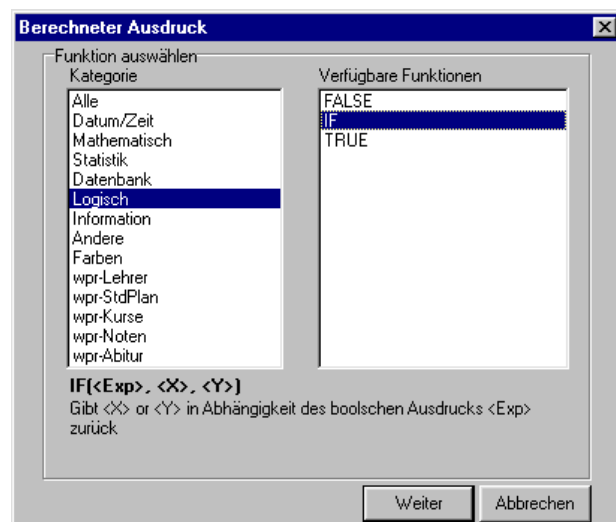 Berechneter Ausdruck
Funktion auswählen
Kategorie
Alle
Datum/Zeit
Mathematisch
Statistik
Datenbank
Logisch
Information
Andere
Farben
wpr-Lehrer
wpr-StdPlan
wpr-Kurse
wpr-Noten
wpr-Abitur
Verfügbare Funktionen
FALSE
IF
TRUE
IF(<Exp>, <X>, <Y>)
Gibt <X> or <Y> in Abhängigkeit des boolschen Ausdrucks <Exp>
zurück
Weiter
Abbrechen